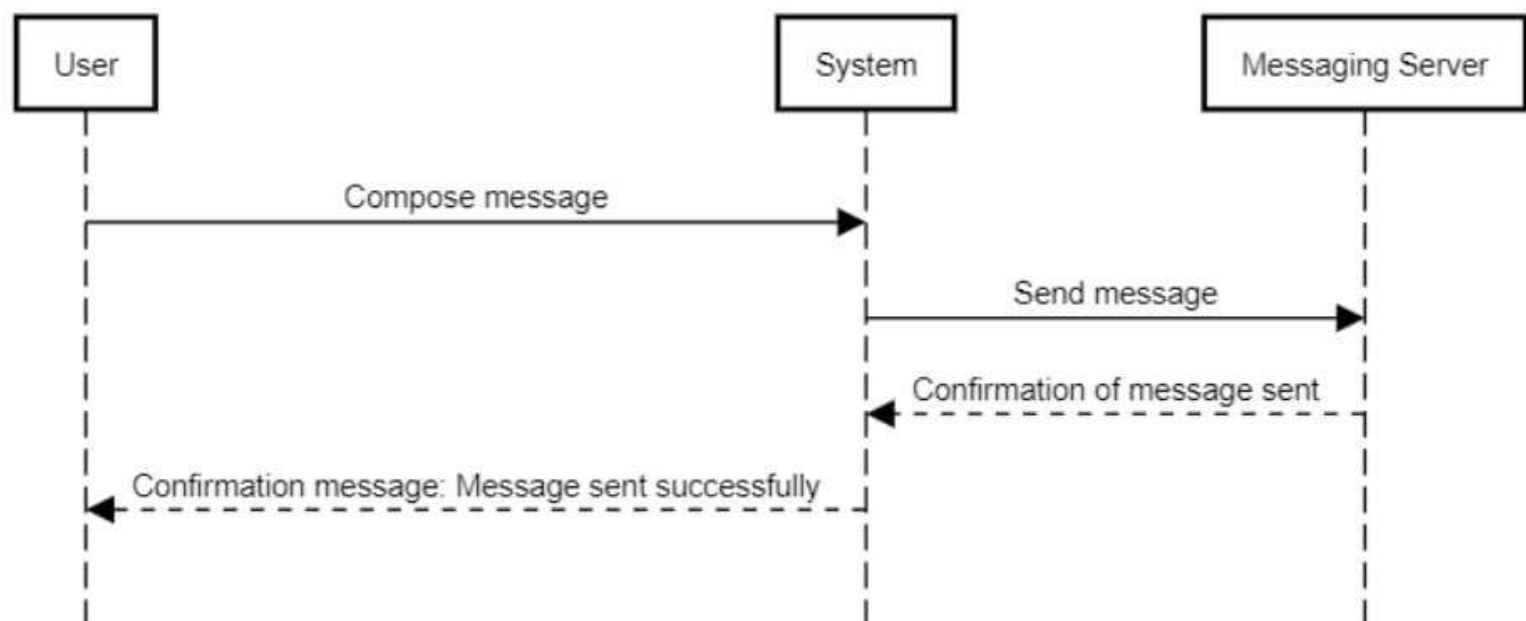 User
System
Messaging Server
Compose message
Send message
Confirmation of message sent
Confirmation message: Message sent successfully